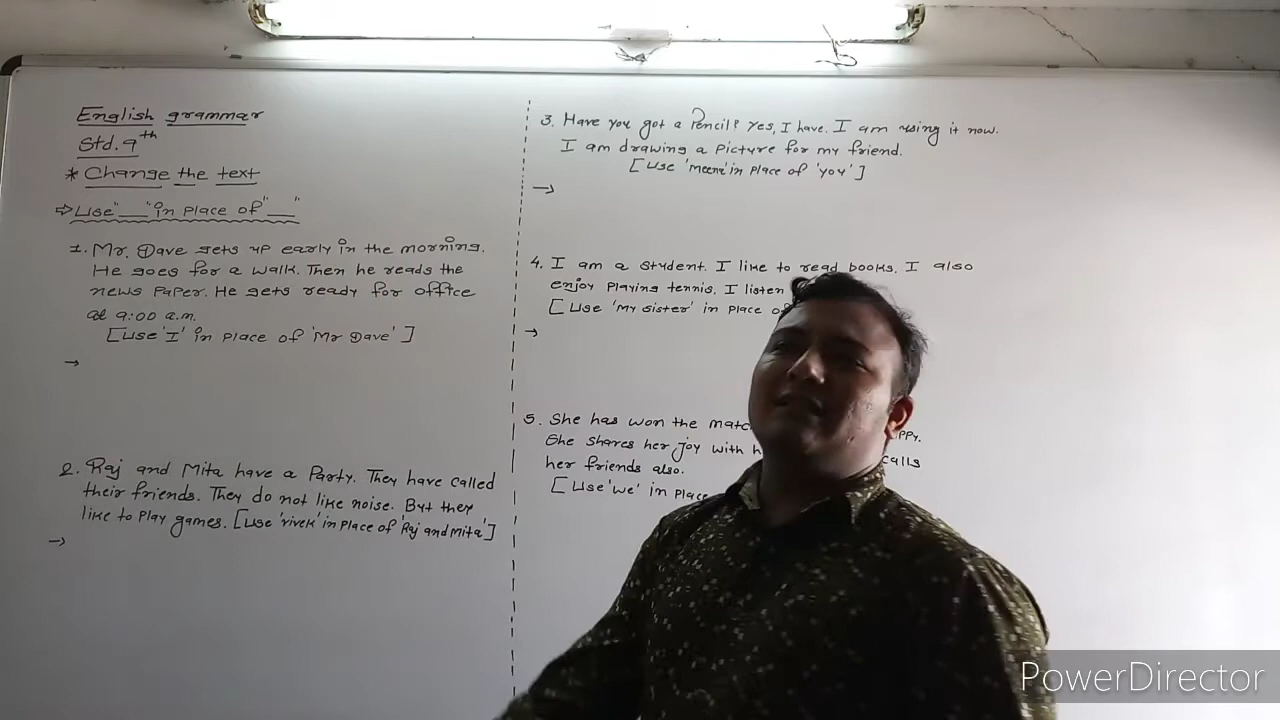 English grammar
Std. 9th
* Change the text
⇒ Use "___" in place of "___"
1. Mr. Dave gets up early in the morning.
He goes for a walk. Then he reads the
news paper. He gets ready for office
at 9:00 a.m.
[Use 'I' in place of 'Mr Dave']
→
2. Raj and Mita have a Party. They have called
their friends. They do not like noise. But they
like to play games. [Use 'vivek' in place of 'Raj and Mita']
→
3. Have you got a Pencil? Yes, I have. I am using it now.
I am drawing a picture for my friend.
[Use 'meena' in place of 'you']
→
4. I am a student. I like to read books. I also
enjoy playing tennis. I listen
[Use 'My sister' in place
→
5. She has won the
She shares her joy with calls
her friends also.
[Use 'we' in place
PowerDirector